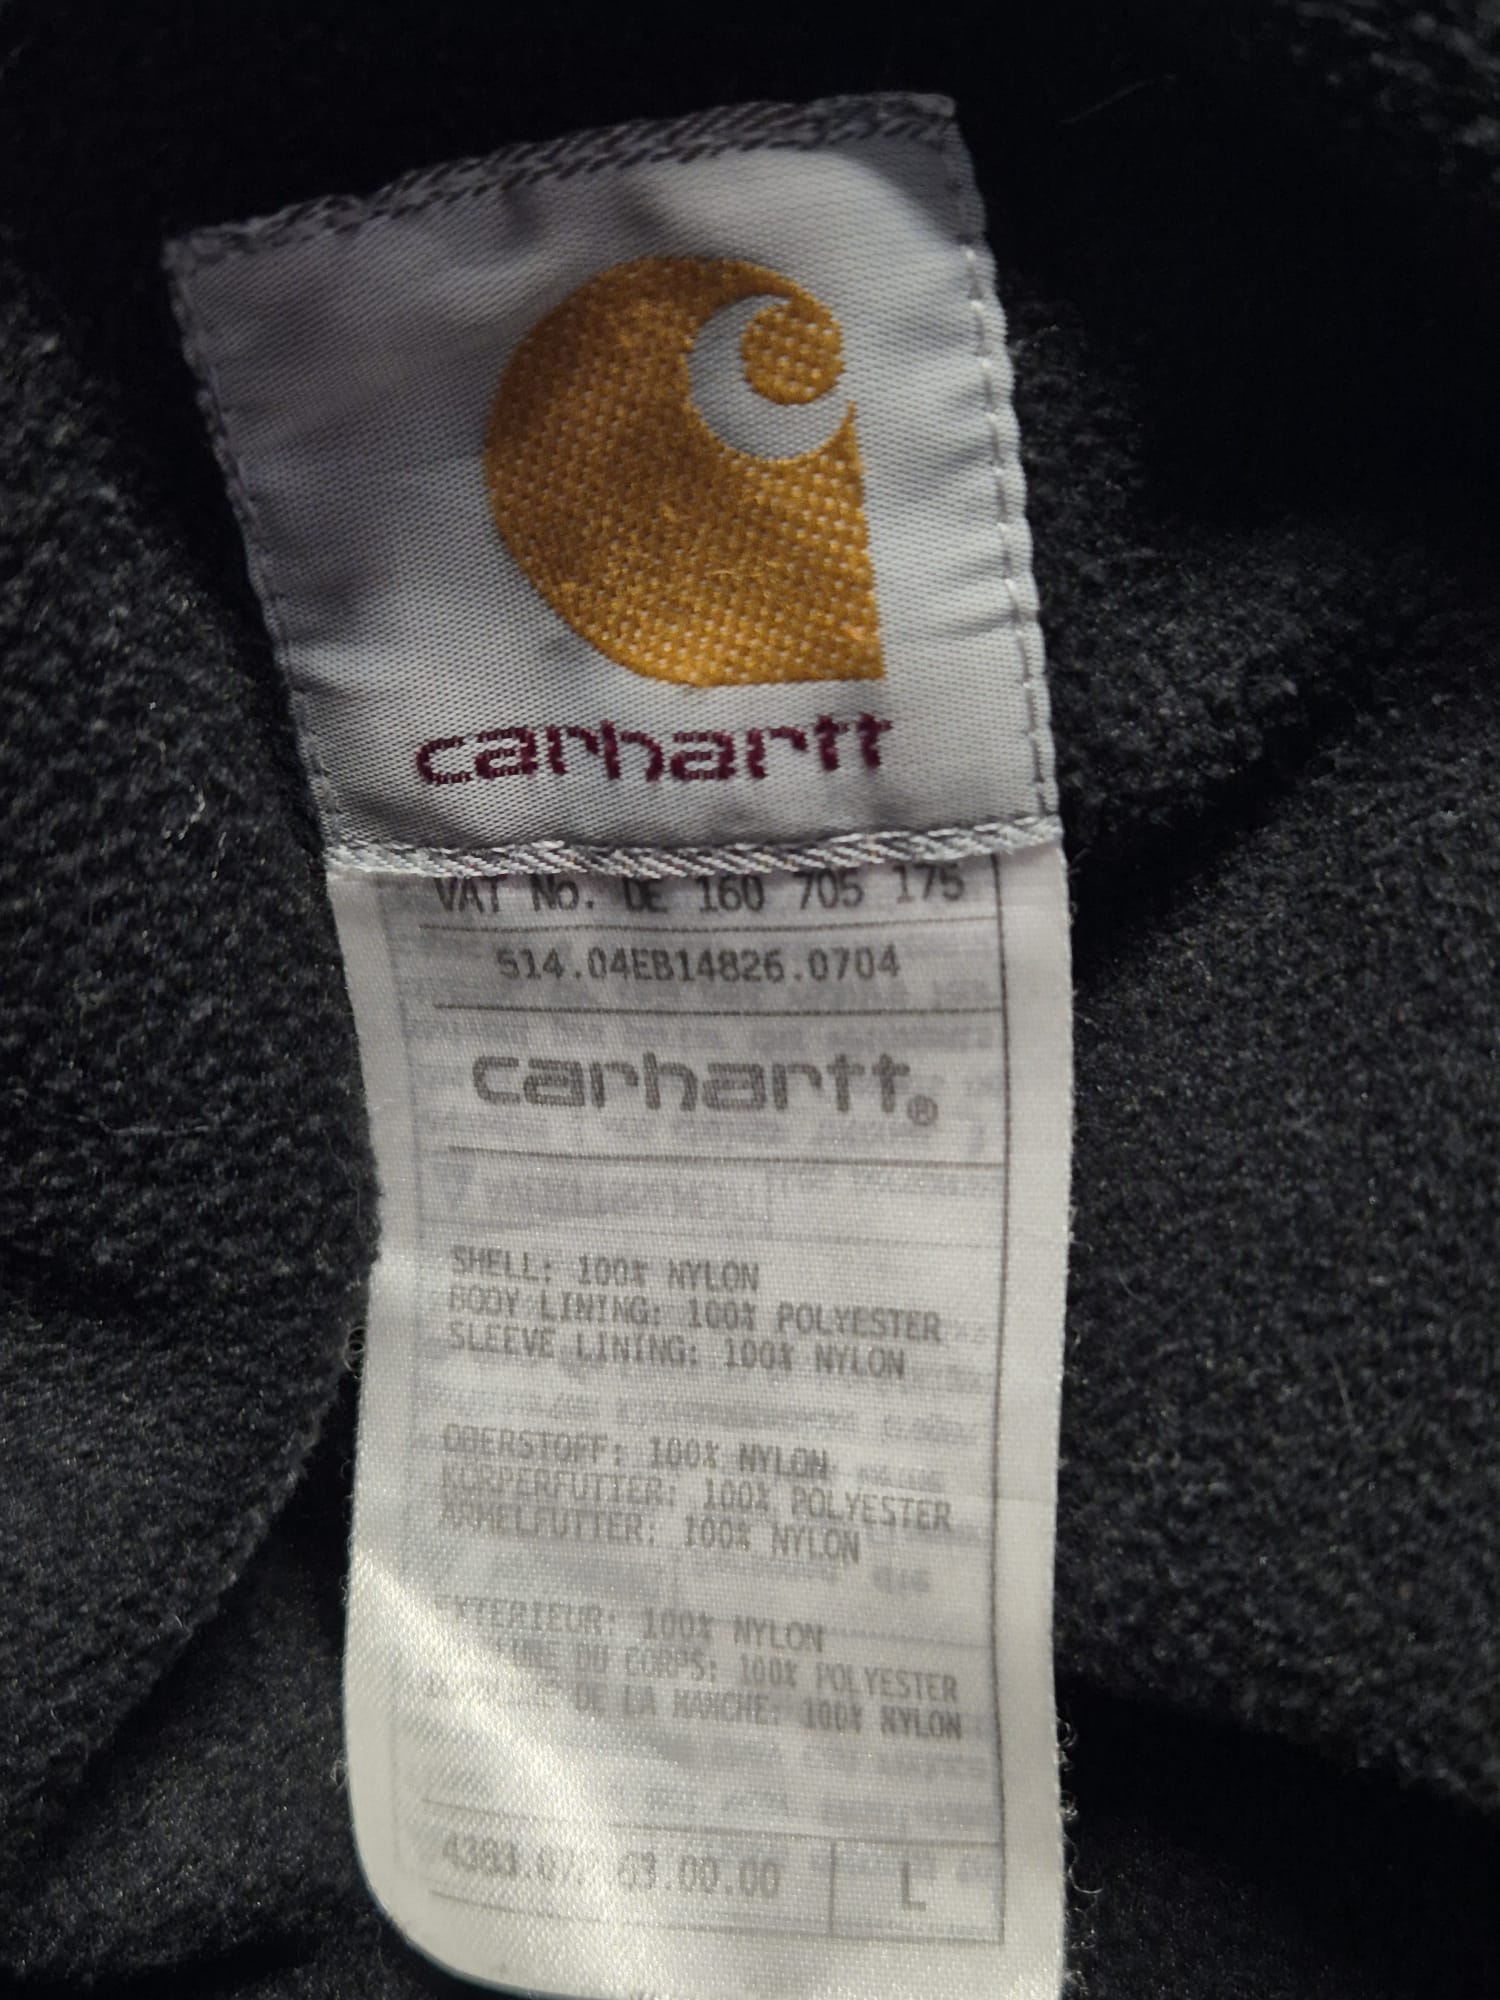 carhartt
VAT No. DE 160 705 175
514.04EB14826.0704
carhartt®
SHELL: 100% NYLON
BODY LINING: 100% POLYESTER
SLEEVE LINING: 100% NYLON
OBERSTOFF: 100% NYLON
KORPERFUTTER: 100% POLYESTER
ARMELFUTTER: 100% NYLON
EXTERIEUR: 100% NYLON
DU CORPS: 100% POLYESTER
DE LA MANCHE: 100% NYLON
L